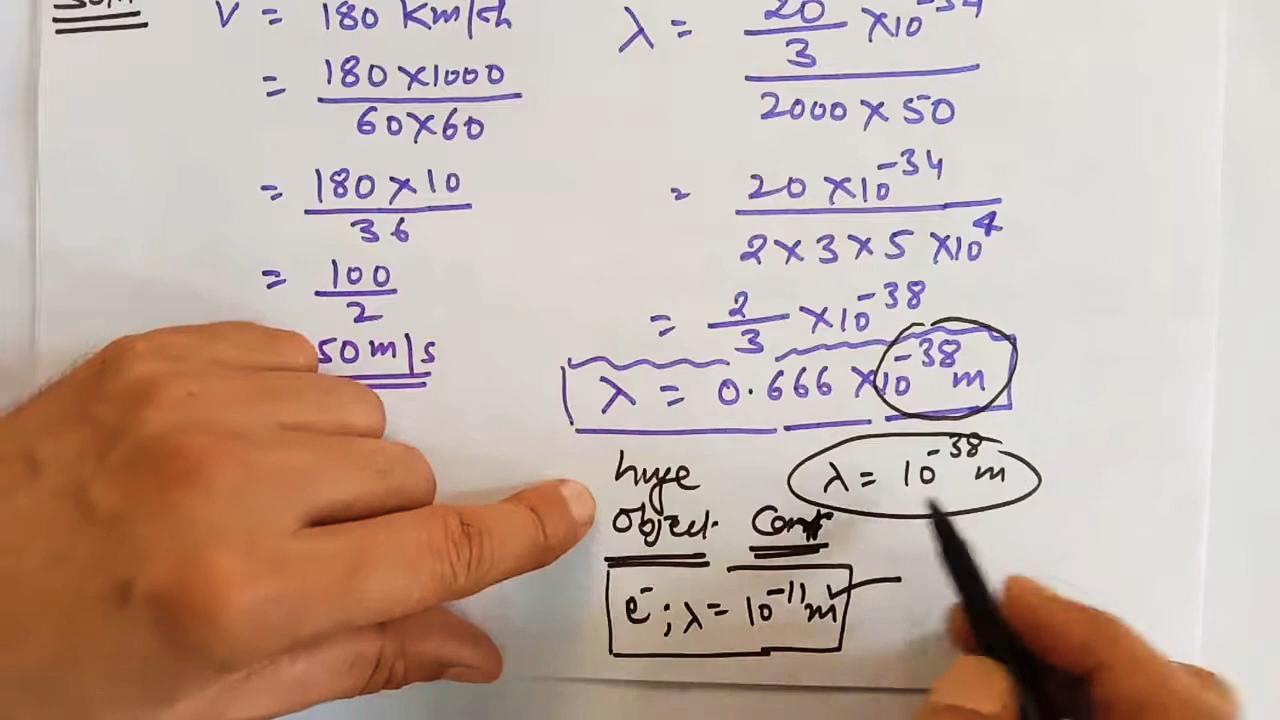 Soln
V = 180 Km/h
= 180 × 1000 / 60 × 60
= 180 × 10 / 36
= 100 / 2
50 m/s
λ = 20/3 × 10⁻³⁴ / 2000 × 50
= 20 × 10⁻³⁴ / 2 × 3 × 5 × 10⁴
= 2/3 × 10⁻³⁸
λ = 0.666 × 10⁻³⁸ m
huge λ = 10⁻³⁸ m
Object
e⁻ ; λ = 10⁻¹¹ m